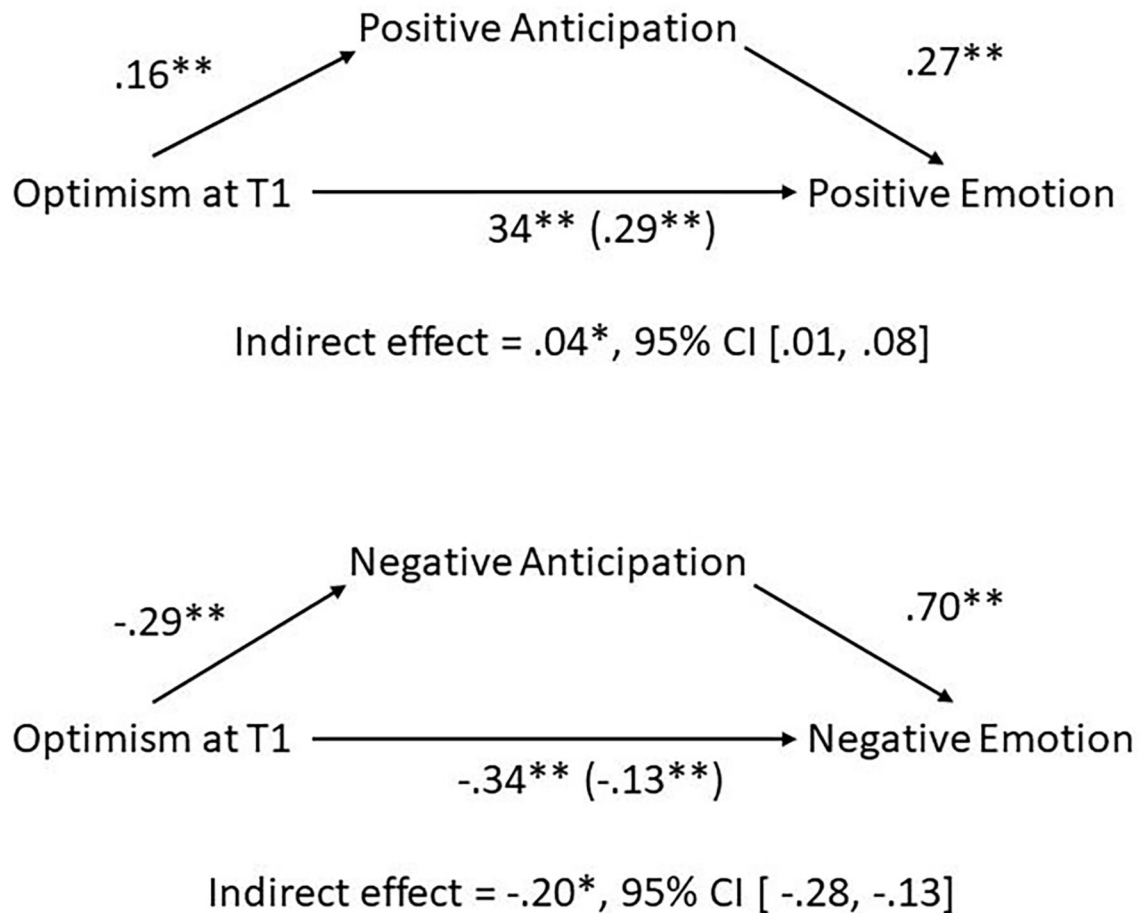 Positive Anticipation
.16**
.27**
Optimism at T1
Positive Emotion
34** (.29**)
Indirect effect = .04*, 95% CI [.01, .08]
Negative Anticipation
-.29**
.70**
Optimism at T1
Negative Emotion
-.34** (-.13**)
Indirect effect = -.20*, 95% CI [ -.28, -.13]